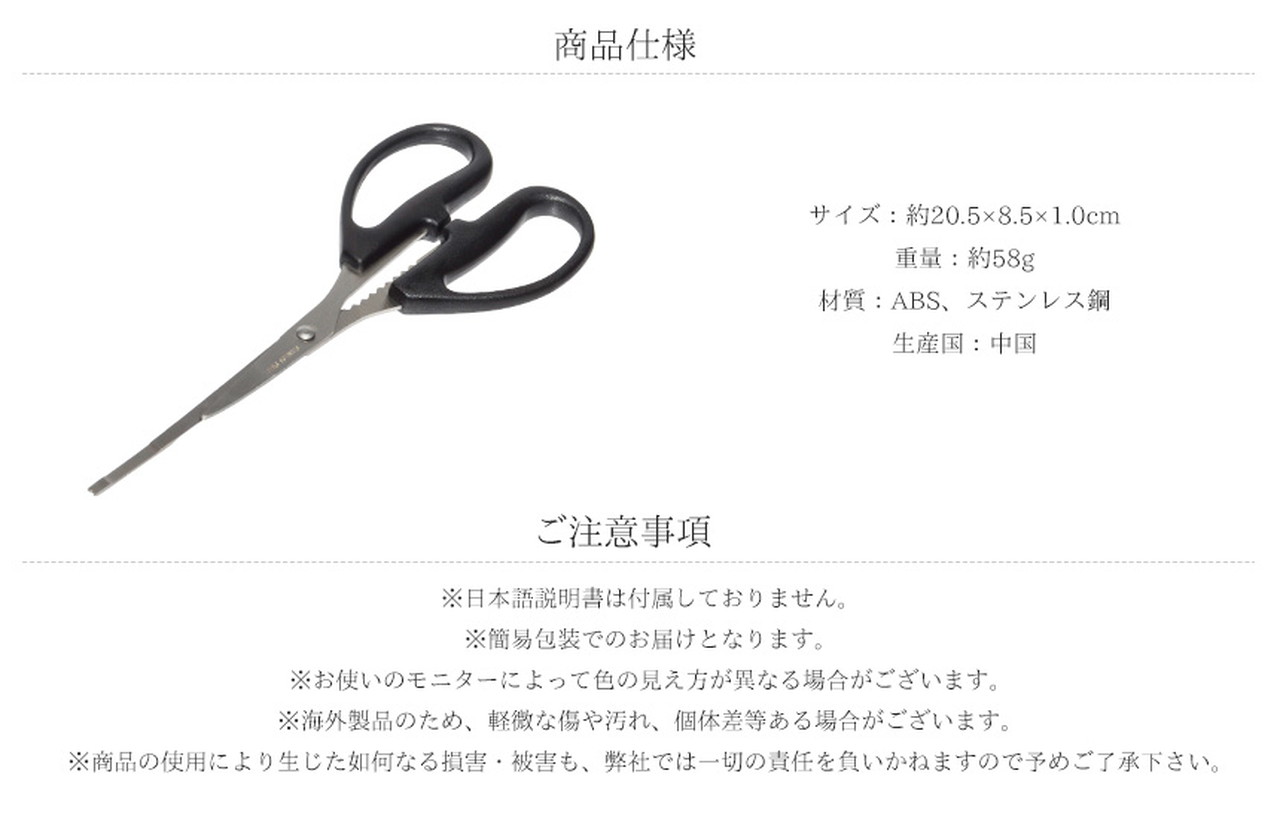 商品仕様
サイズ：約20.5×8.5×1.0cm
重量：約58g
材質：ABS、ステンレス鋼
生産国：中国
ご注意事項
※日本語説明書は付属しておりません。
※簡易包装でのお届けとなります。
※お使いのモニターによって色の見え方が異なる場合がございます。
※海外製品のため、軽微な傷や汚れ、個体差等ある場合がございます。
※商品の使用により生じた如何なる損害・被害も、弊社では一切の責任を負いかねますので予めご了承下さい。